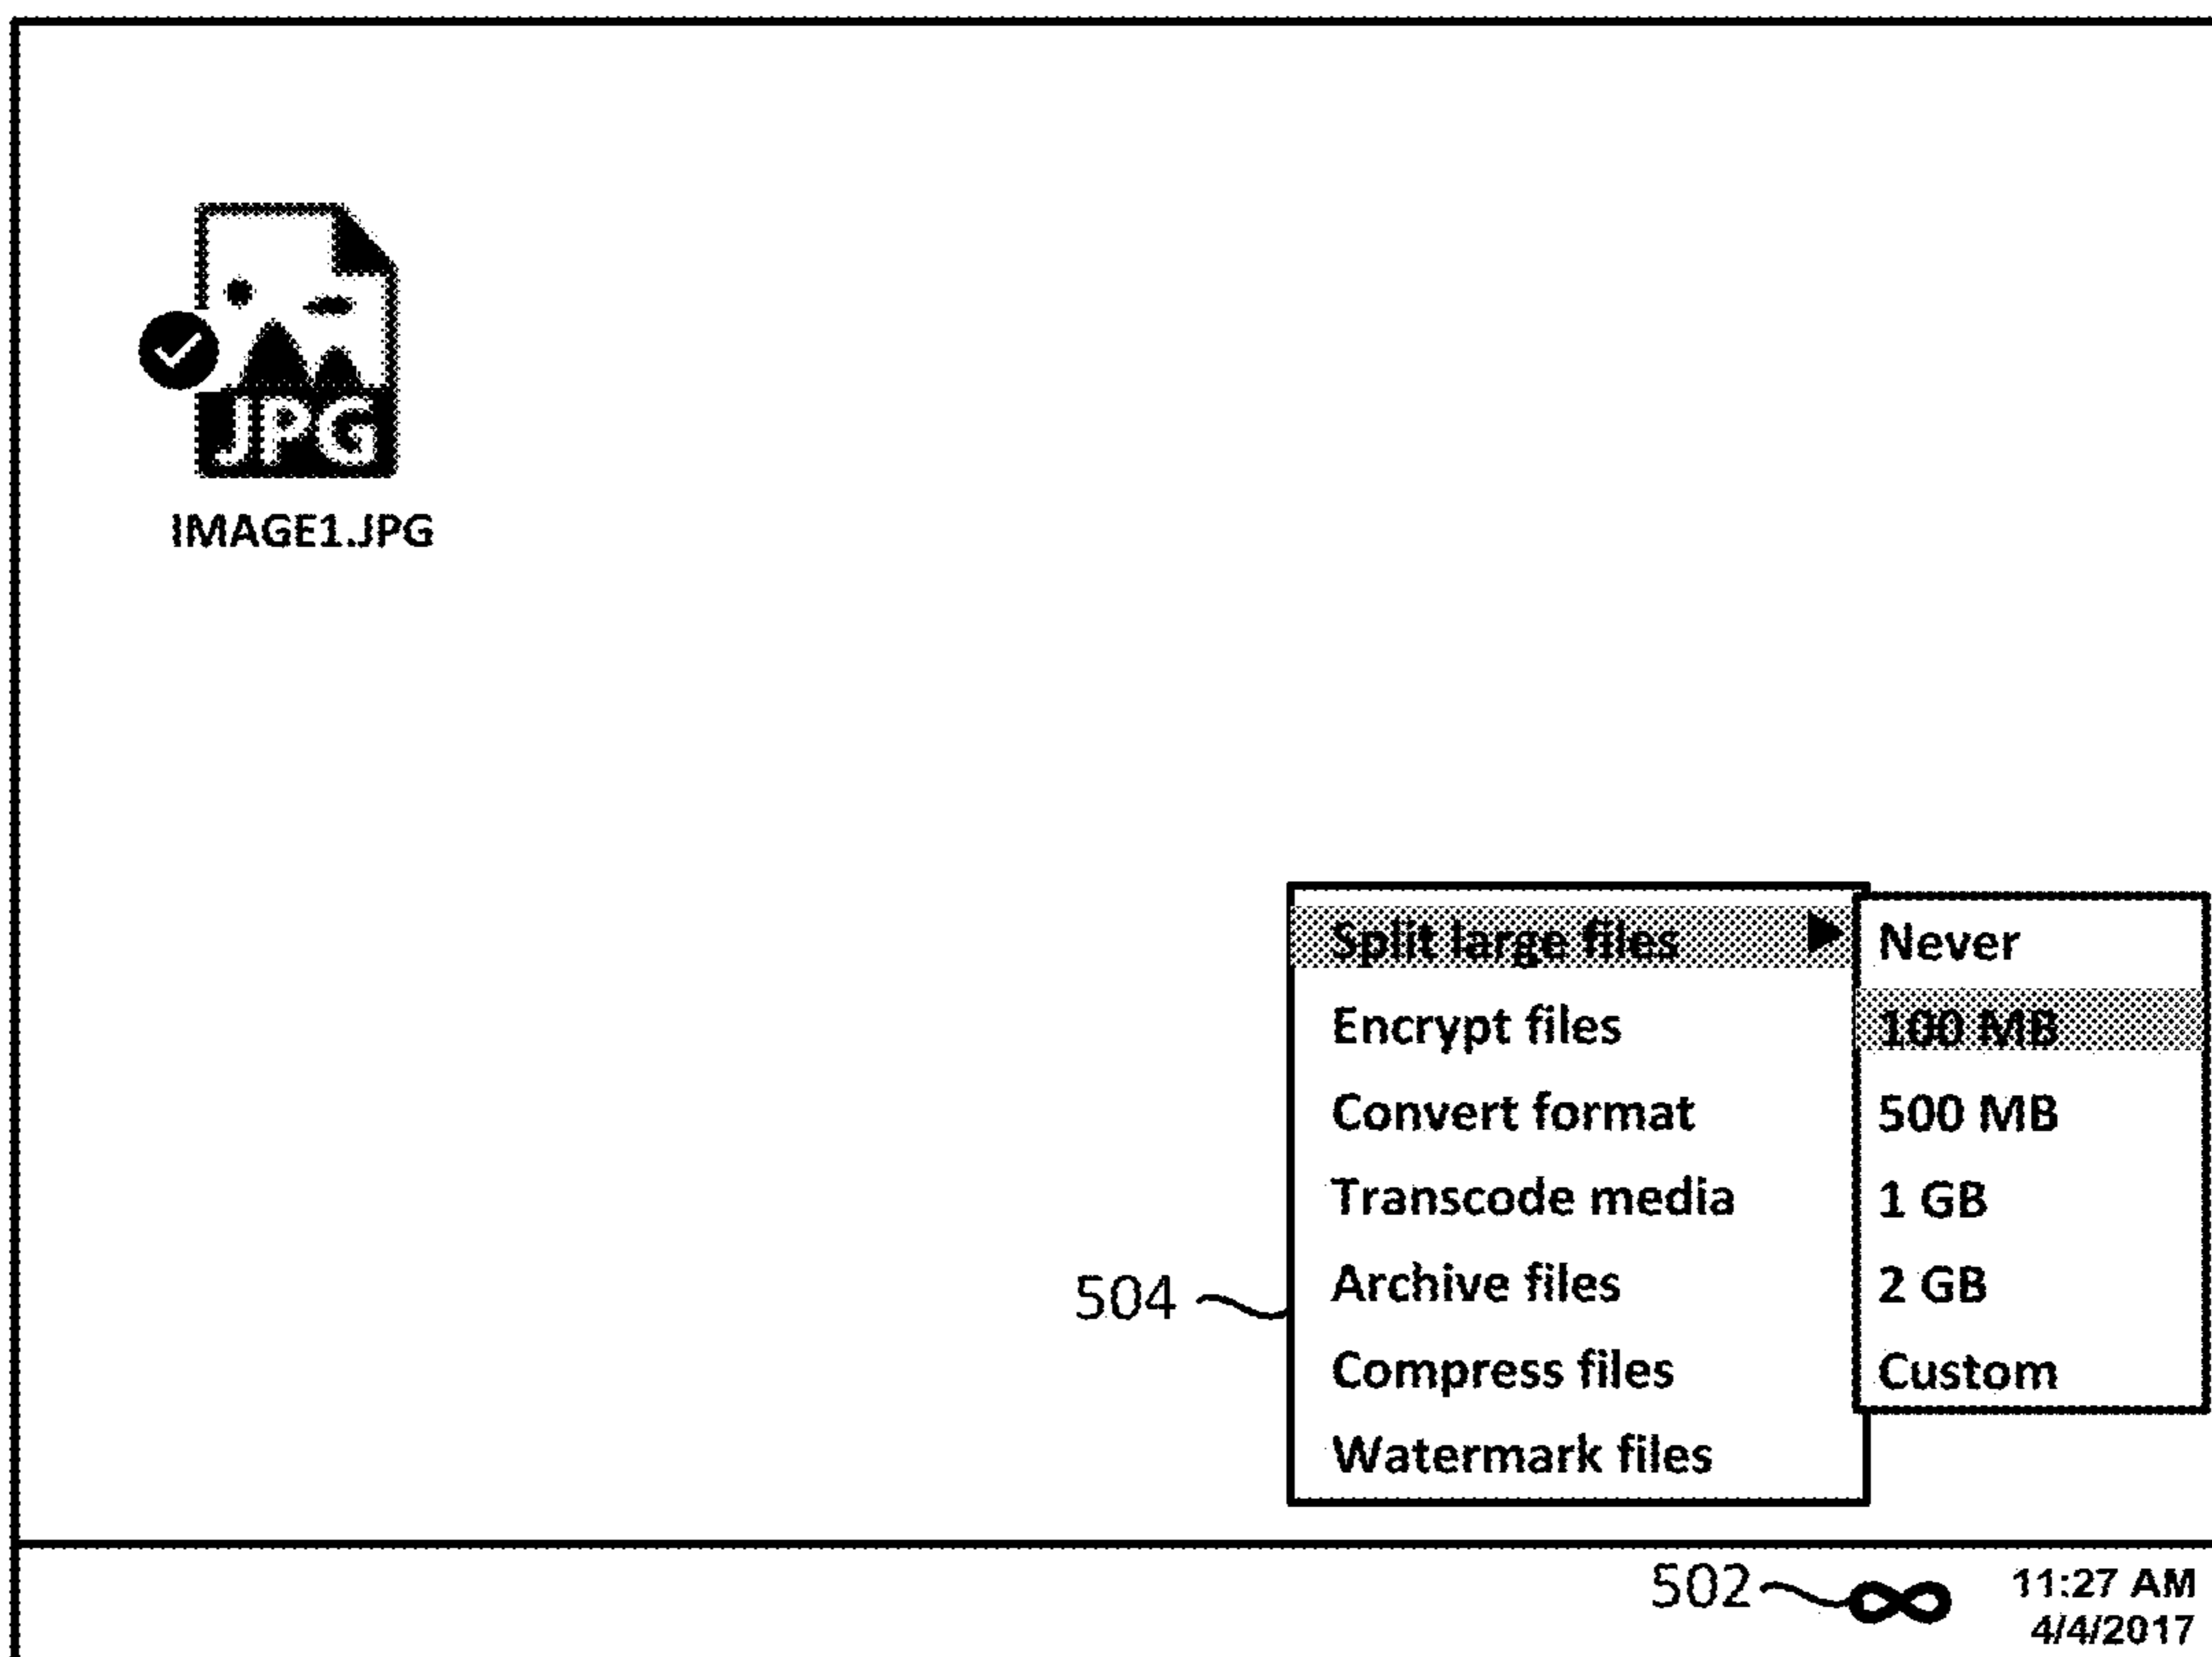 JPG
IMAGE1.JPG
Split large files
Encrypt files
Convert format
Transcode media
Archive files
Compress files
Watermark files
Never
100 MB
500 MB
1 GB
2 GB
Custom
504
502
11:27 AM
4/4/2017